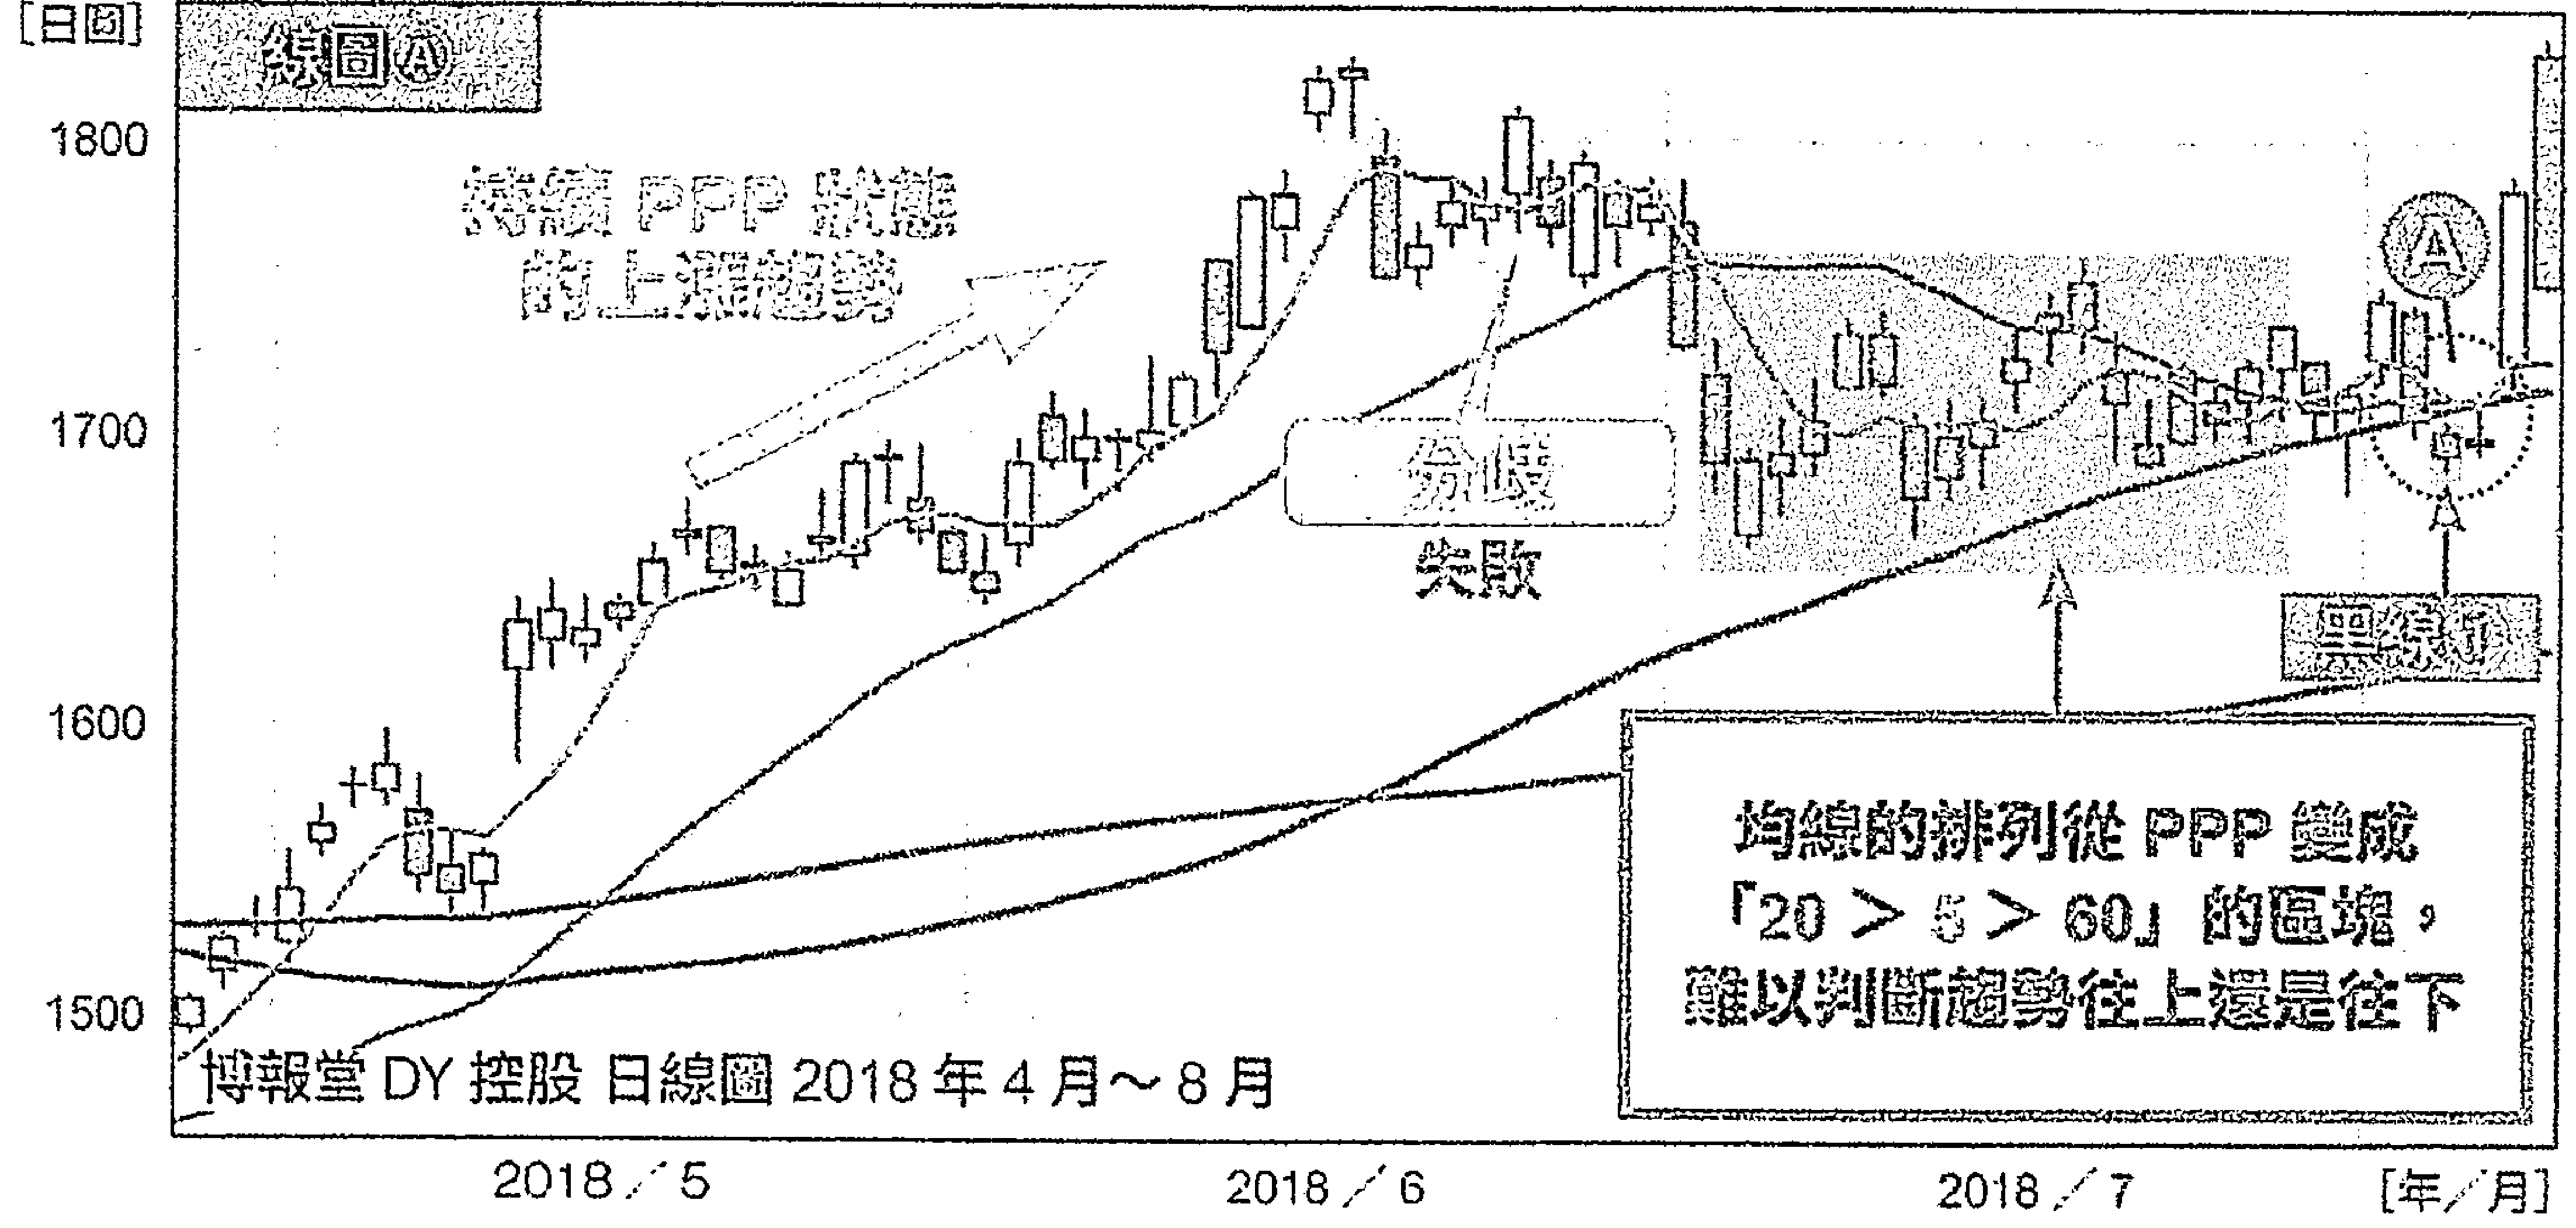 [日圓]
線圖Ⓐ
1800
持續 PPP 狀態
的上漲趨勢
A
1700
分歧
失敗
黑線①
1600
均線的排列從 PPP 變成
「20 > 5 > 60」的區塊，
難以判斷趨勢往上還是往下
1500
博報堂 DY 控股 日線圖 2018 年 4 月～8 月
2018／5
2018／6
2018／7
[年／月]